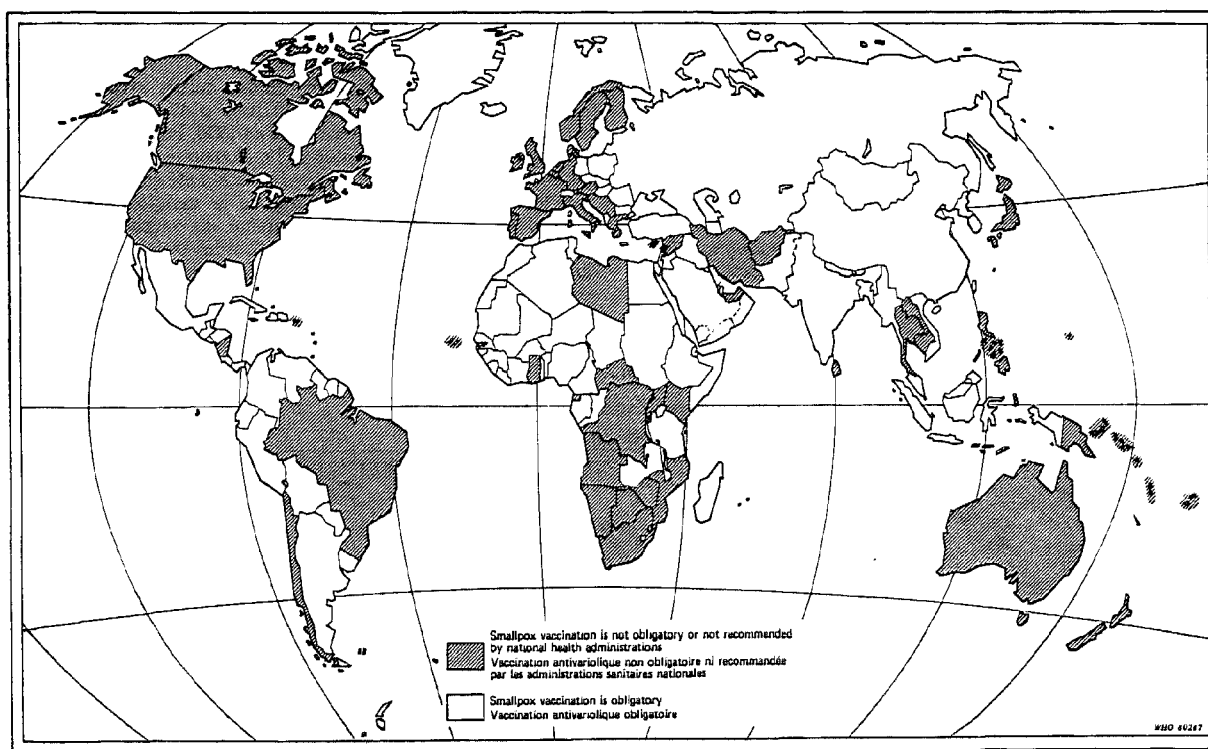 Smallpox vaccination is not obligatory or not recommended
by national health administrations
Vaccination antivariolique non obligatoire ni recommandée
par les administrations sanitaires nationales
Smallpox vaccination is obligatory
Vaccination antivariolique obligatoire
WHO 80267